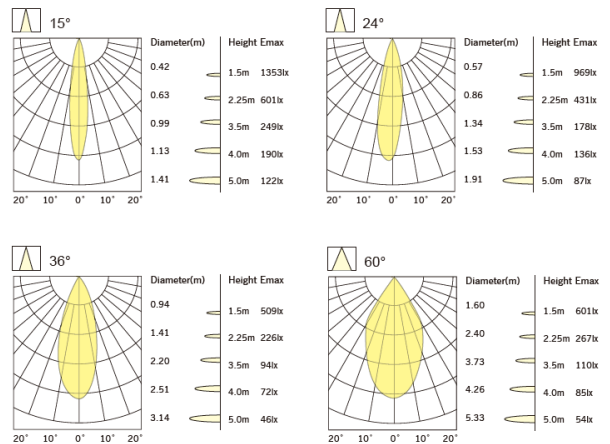 15°
Diameter(m) Height Emax
0.42 1.5m 1353lx
0.63 2.25m 601lx
0.99 3.5m 249lx
1.13 4.0m 190lx
1.41 5.0m 122lx
20° 10° 0° 10° 20°
24°
Diameter(m) Height Emax
0.57 1.5m 969lx
0.86 2.25m 431lx
1.34 3.5m 178lx
1.53 4.0m 136lx
1.91 5.0m 87lx
20° 10° 0° 10° 20°
36°
Diameter(m) Height Emax
0.94 1.5m 509lx
1.41 2.25m 226lx
2.20 3.5m 94lx
2.51 4.0m 72lx
3.14 5.0m 46lx
20° 10° 0° 10° 20°
60°
Diameter(m) Height Emax
1.60 1.5m 601lx
2.40 2.25m 267lx
3.73 3.5m 110lx
4.26 4.0m 85lx
5.33 5.0m 54lx
20° 10° 0° 10° 20°